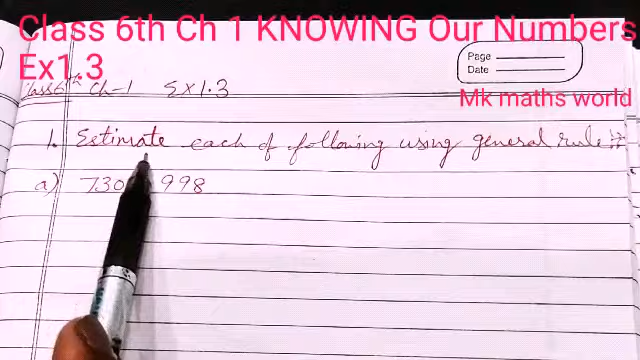 Class 6th Ch 1 KNOWING Our Numbers
Ex1.3
Page
Date
Class 6th Ch-1 Ex 1.3
Mk maths world
1. Estimate each of following using general rule:
a) 730 998